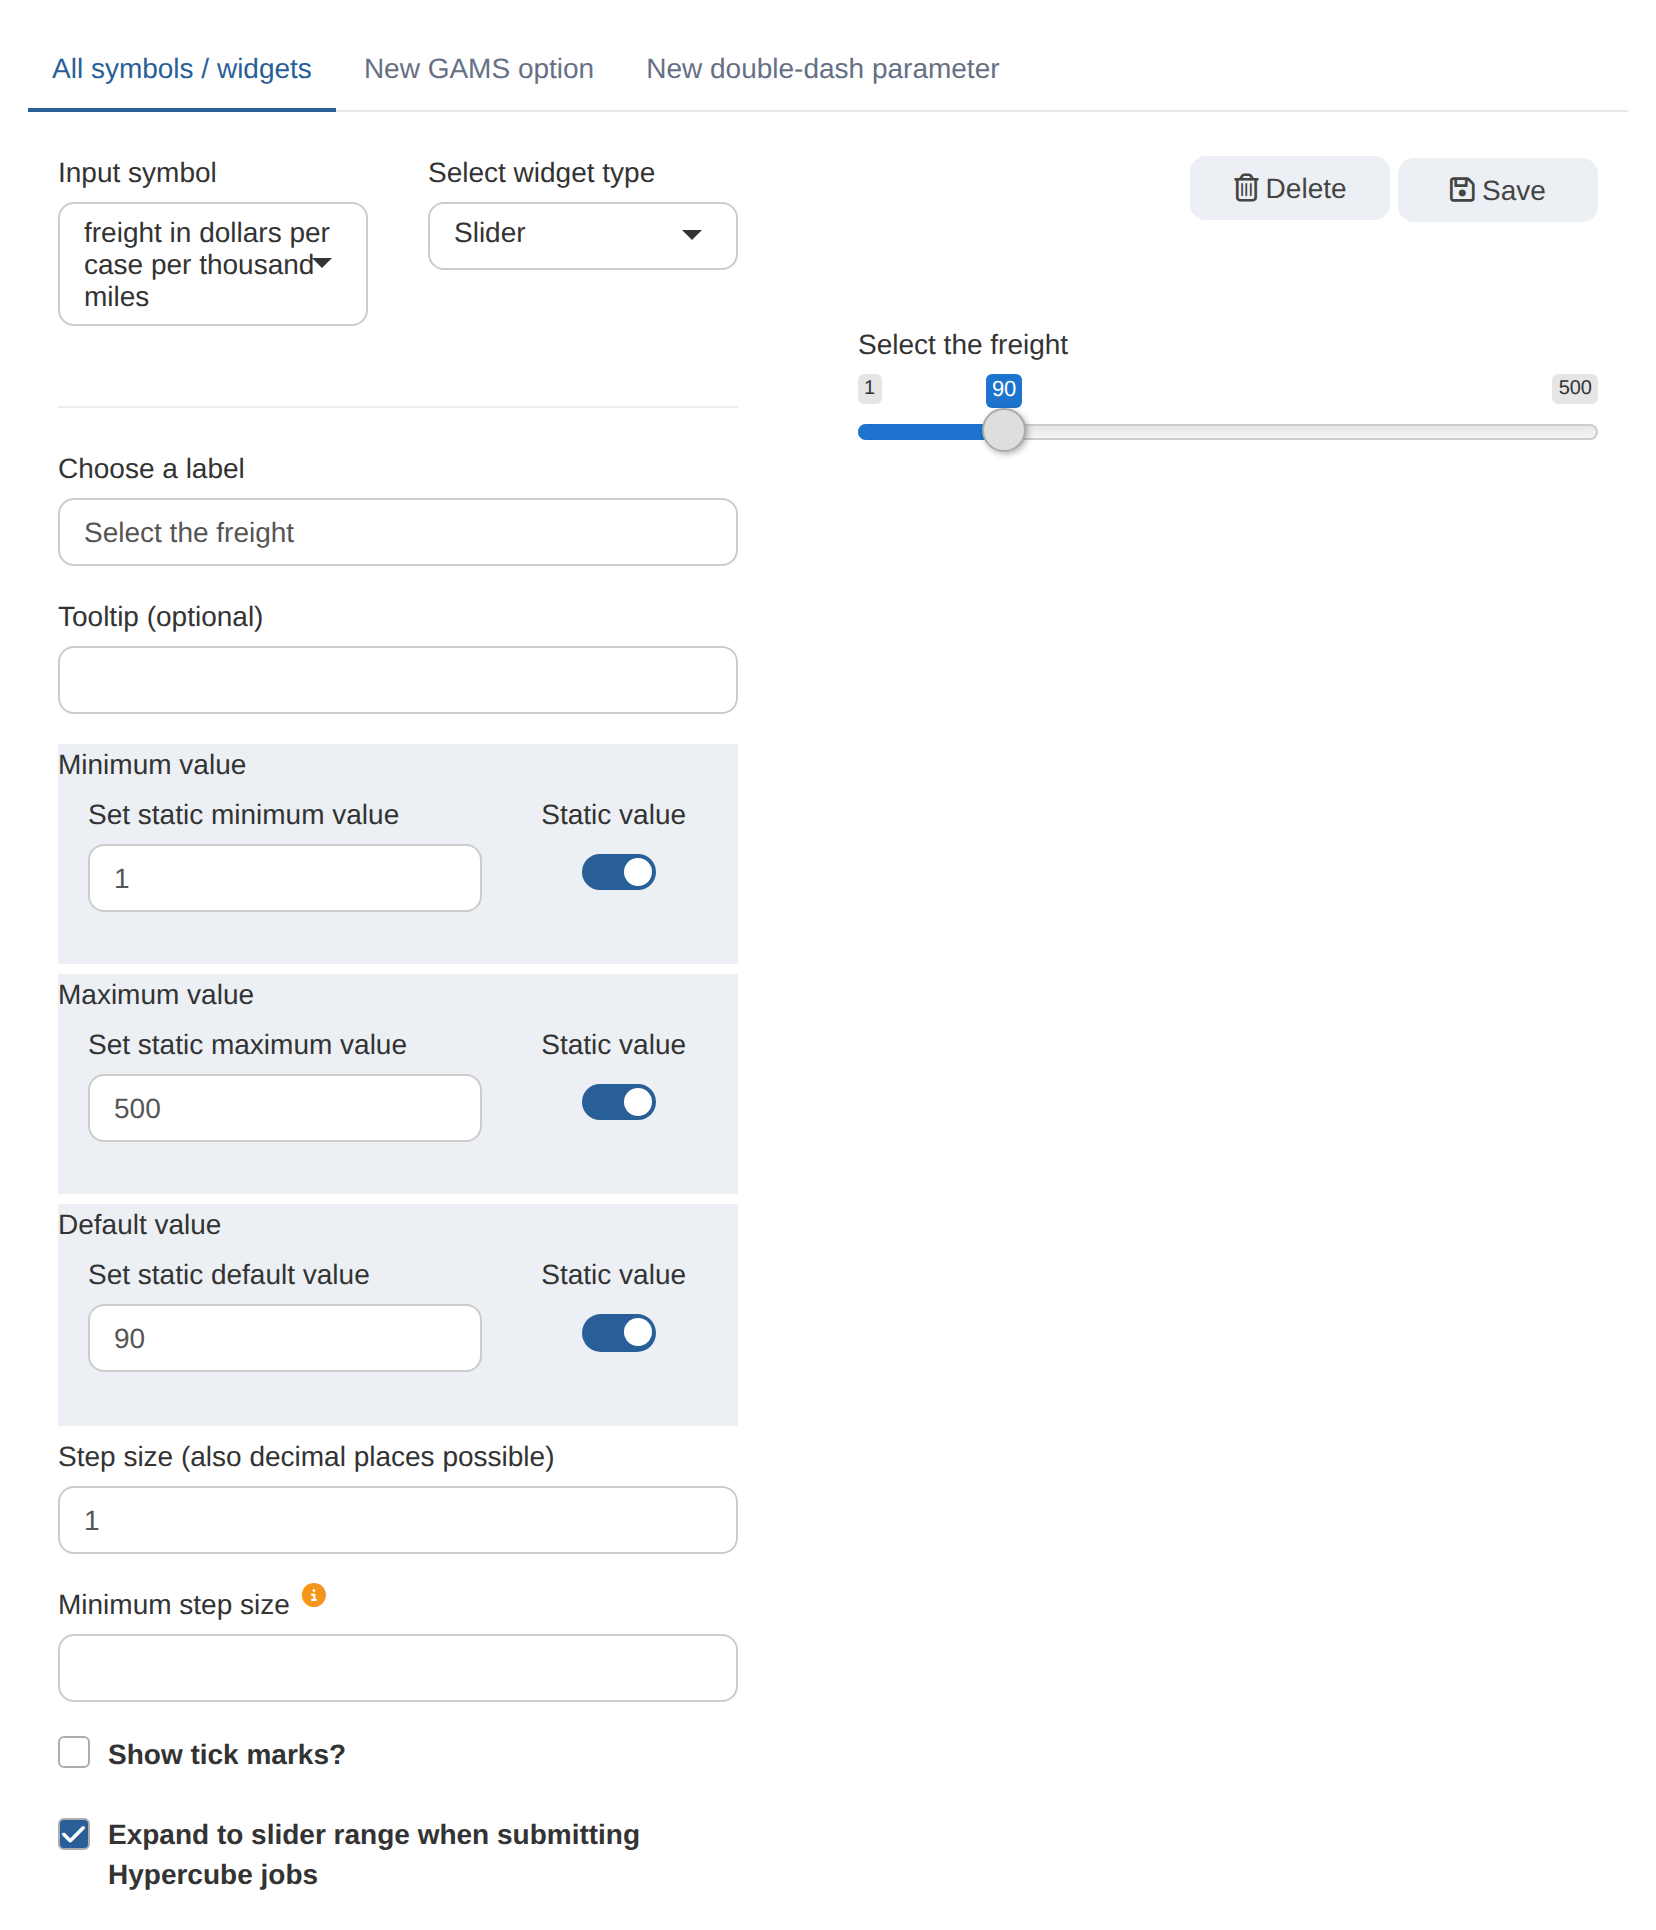 All symbols / widgets
New GAMS option
New double-dash parameter
Input symbol
freight in dollars per
case per thousand
miles
Select widget type
Slider
Delete
Save
Select the freight
1
90
500
Choose a label
Select the freight
Tooltip (optional)
Minimum value
Set static minimum value
Static value
1
Maximum value
Set static maximum value
Static value
500
Default value
Set static default value
Static value
90
Step size (also decimal places possible)
1
Minimum step size
Show tick marks?
Expand to slider range when submitting
Hypercube jobs